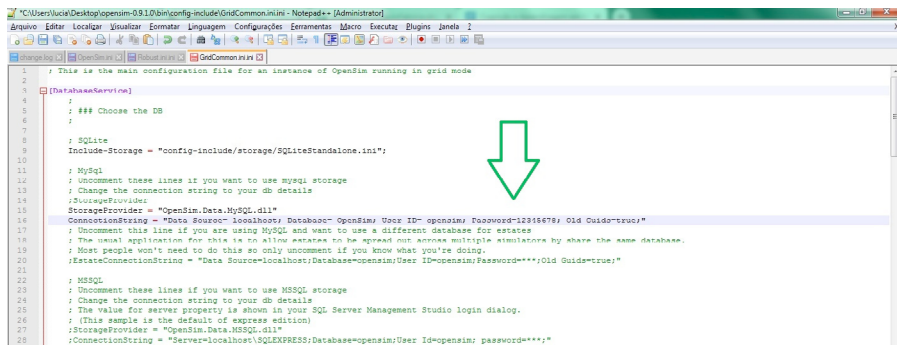 *C:\Users\lucia\Desktop\opensim-0.9.1.0\bin\config-include\GridCommon.ini.ini - Notepad++ [Administrator]
Arquivo Editar Localizar Visualizar Formatar Linguagem Configurações Ferramentas Macro Executar Plugins Janela ?
change.log OpenSim.ini Robust.ini.ini GridCommon.ini.ini
1 ; This is the main configuration file for an instance of OpenSim running in grid mode
2
3 [DatabaseService]
4 ;
5 ; ### Choose the DB
6 ;
7
8 ; SQLite
9 Include-Storage = "config-include/storage/SQLiteStandalone.ini";
10
11 ; MySql
12 ; Uncomment these lines if you want to use mysql storage
13 ; Change the connection string to your db details
14 ;StorageProvider
15 StorageProvider = "OpenSim.Data.MySQL.dll"
16 ConnectionString = "Data Source= localhost; Database= OpenSim; User ID= opensim; Password=12345678; Old Guids=true;"
17 ; Uncomment this line if you are using MySQL and want to use a different database for estates
18 ; The usual application for this is to allow estates to be spread out across multiple simulators by share the same database.
19 ; Most people won't need to do this so only uncomment if you know what you're doing.
20 ;EstateConnectionString = "Data Source=localhost;Database=opensim;User ID=opensim;Password=***;Old Guids=true;"
21
22 ; MSSQL
23 ; Uncomment these lines if you want to use MSSQL storage
24 ; Change the connection string to your db details
25 ; The value for server property is shown in your SQL Server Management Studio login dialog.
26 ; (This sample is the default of express edition)
27 ;StorageProvider = "OpenSim.Data.MSSQL.dll"
28 ;ConnectionString = "Server=localhost\SQLEXPRESS;Database=opensim;User Id=opensim; password=***;"